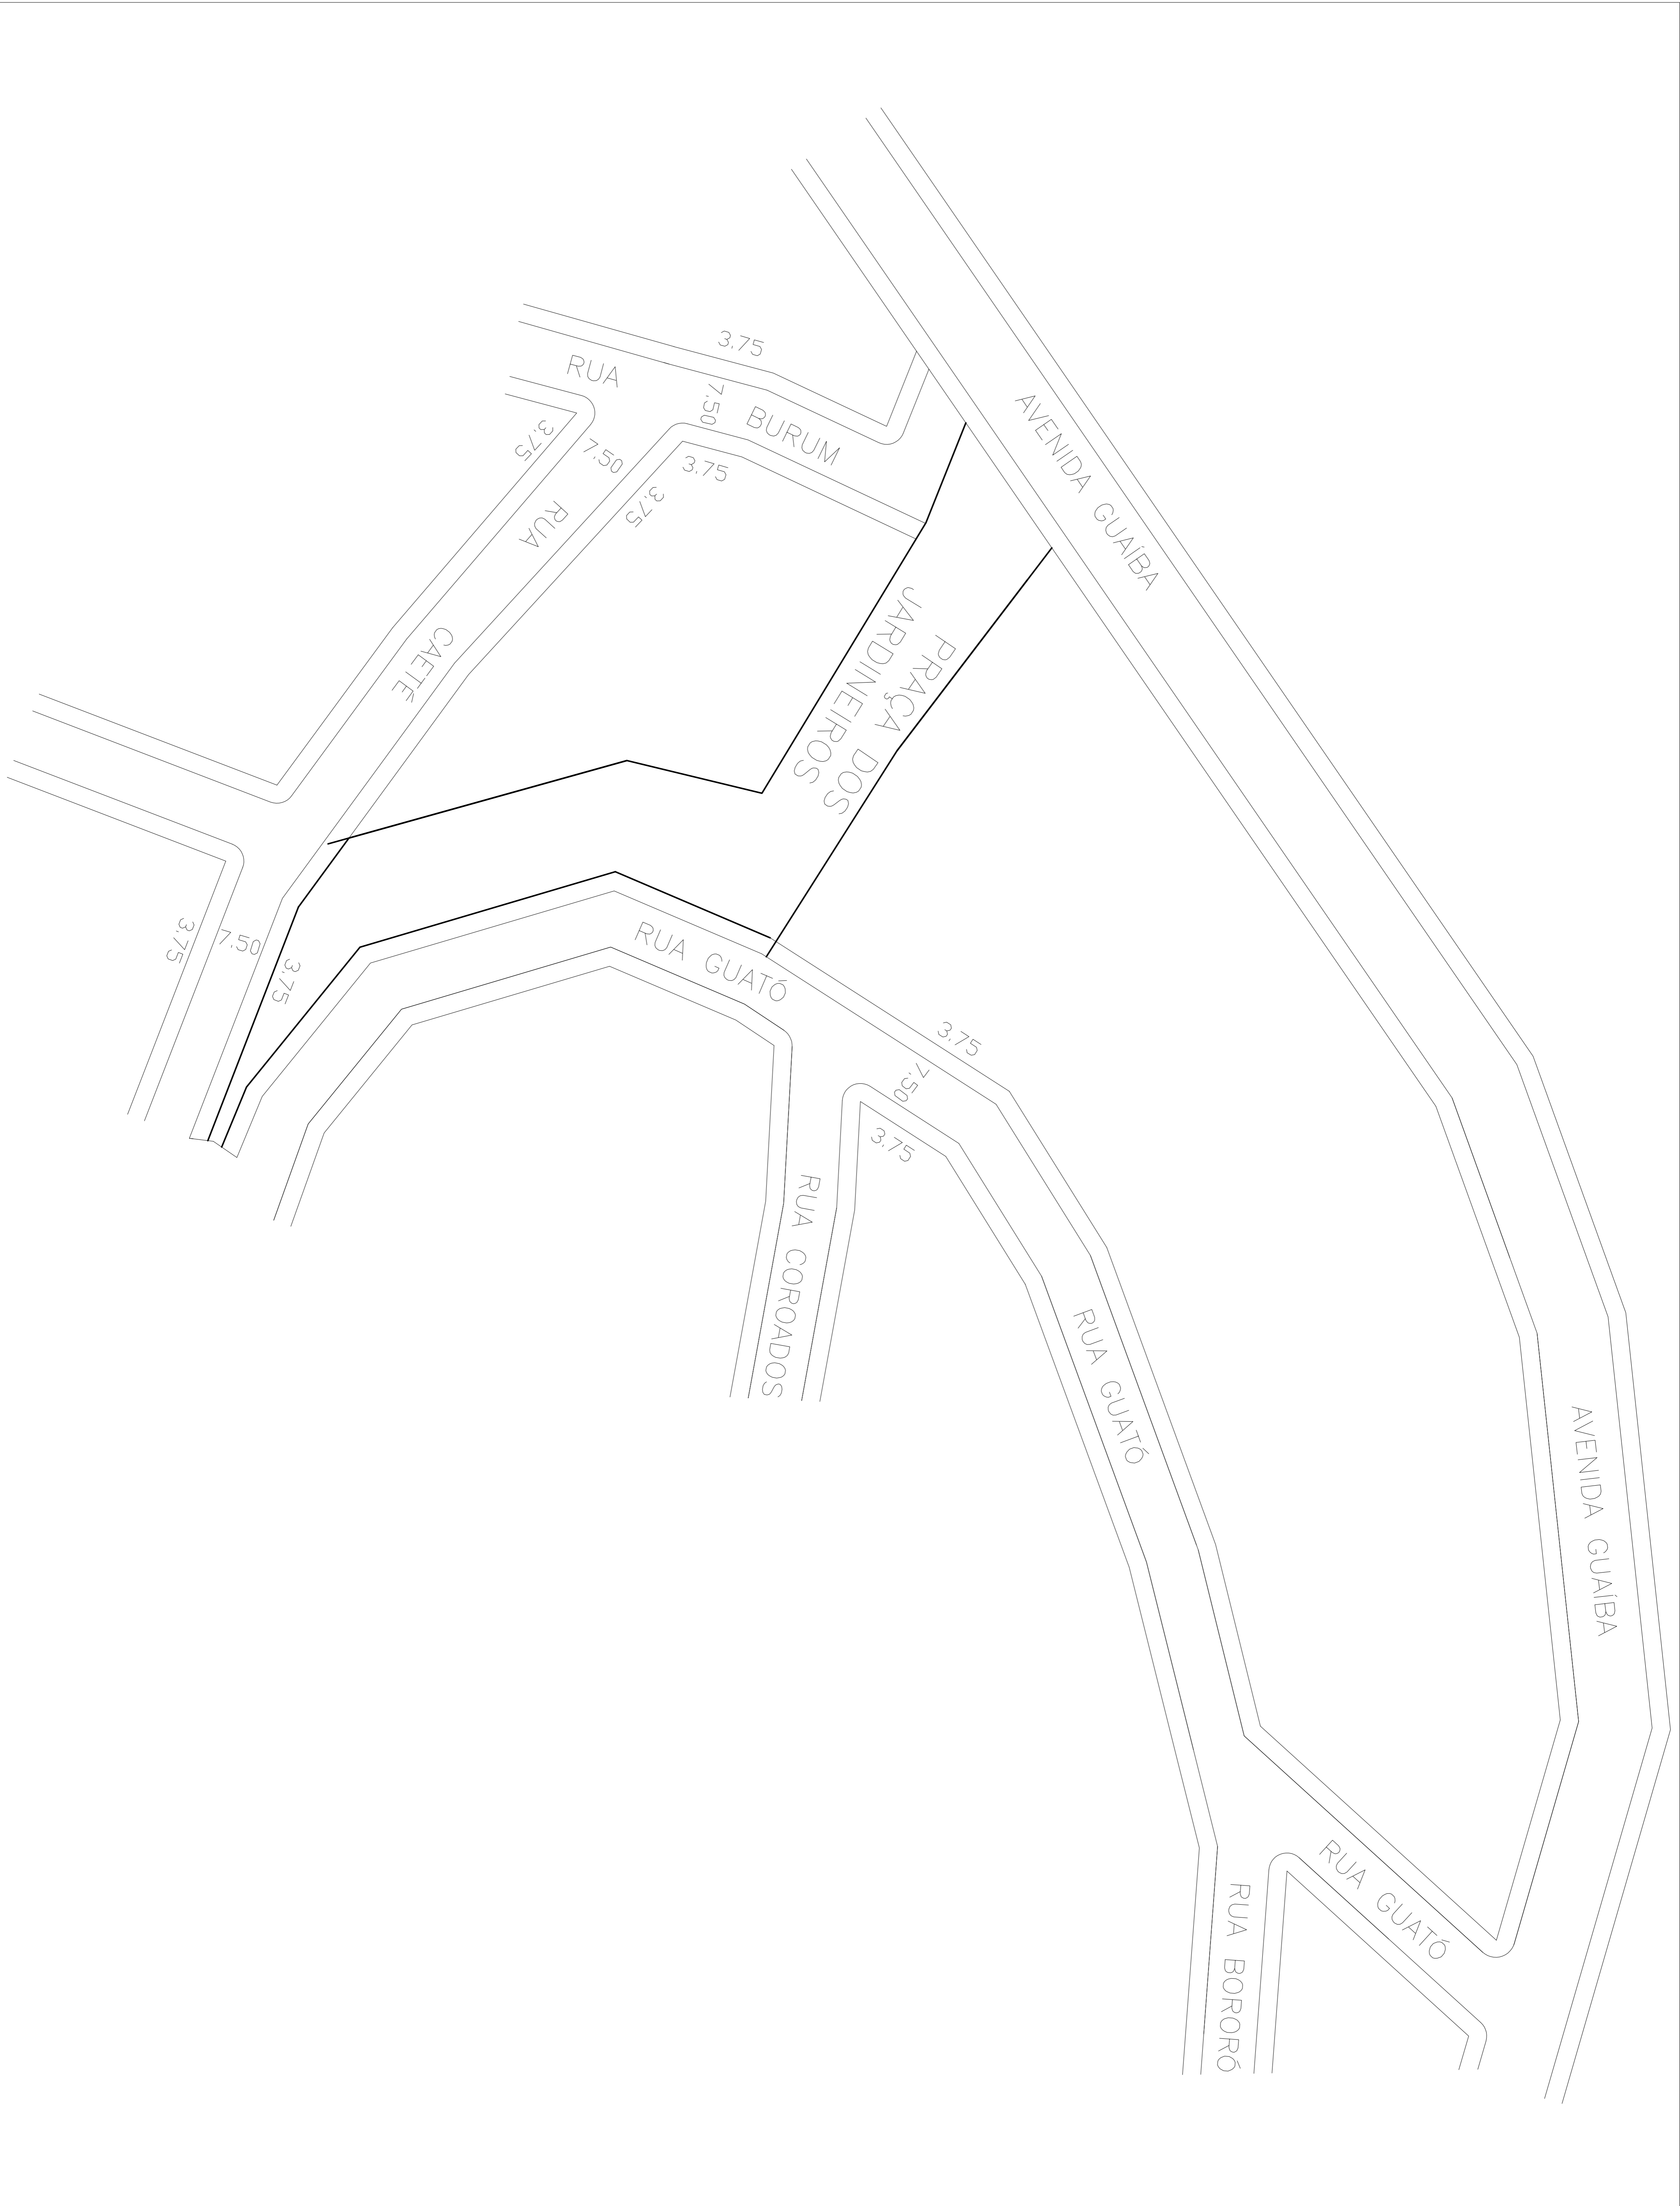 3,75
RUA
7,50
BURUM
AVENIDA GUAÍBA
3,75
7,50
3,75
3,75
RUA
CAETÉ
PRAÇA DOS
JARDINEIROS
3,75
7,50
3,75
RUA GUATÓ
3,75
7,50
3,75
RUA COROADOS
RUA GUATÓ
AVENIDA GUAÍBA
RUA GUATÓ
RUA BORORÓ